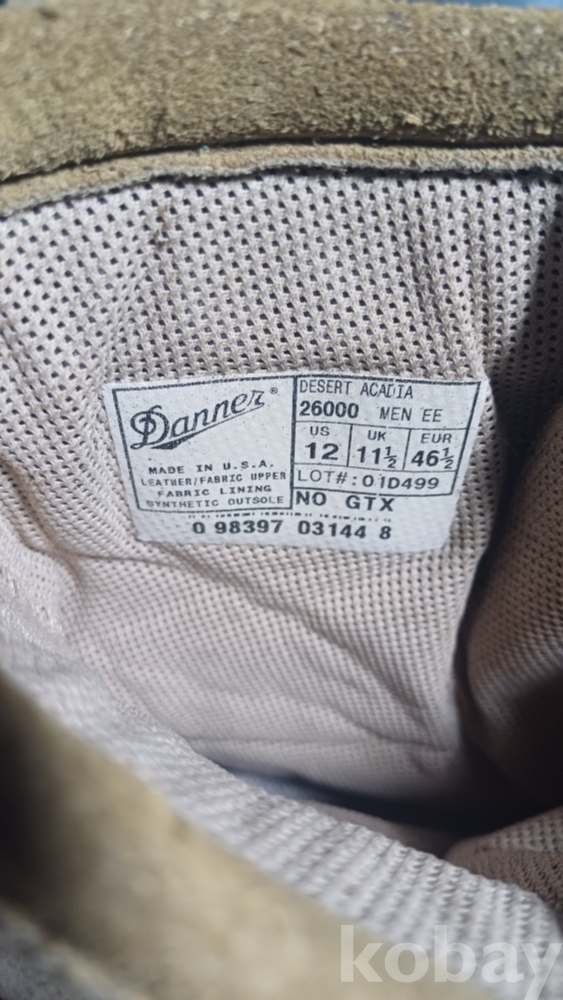 Danner®
MADE IN U.S.A.
LEATHER/FABRIC UPPER
FABRIC LINING
SYNTHETIC OUTSOLE
DESERT ACADIA
26000 MEN EE
US UK EUR
12 11½ 46½
LOT#:01D499
NO GTX
0 98397 03144 8
kobay